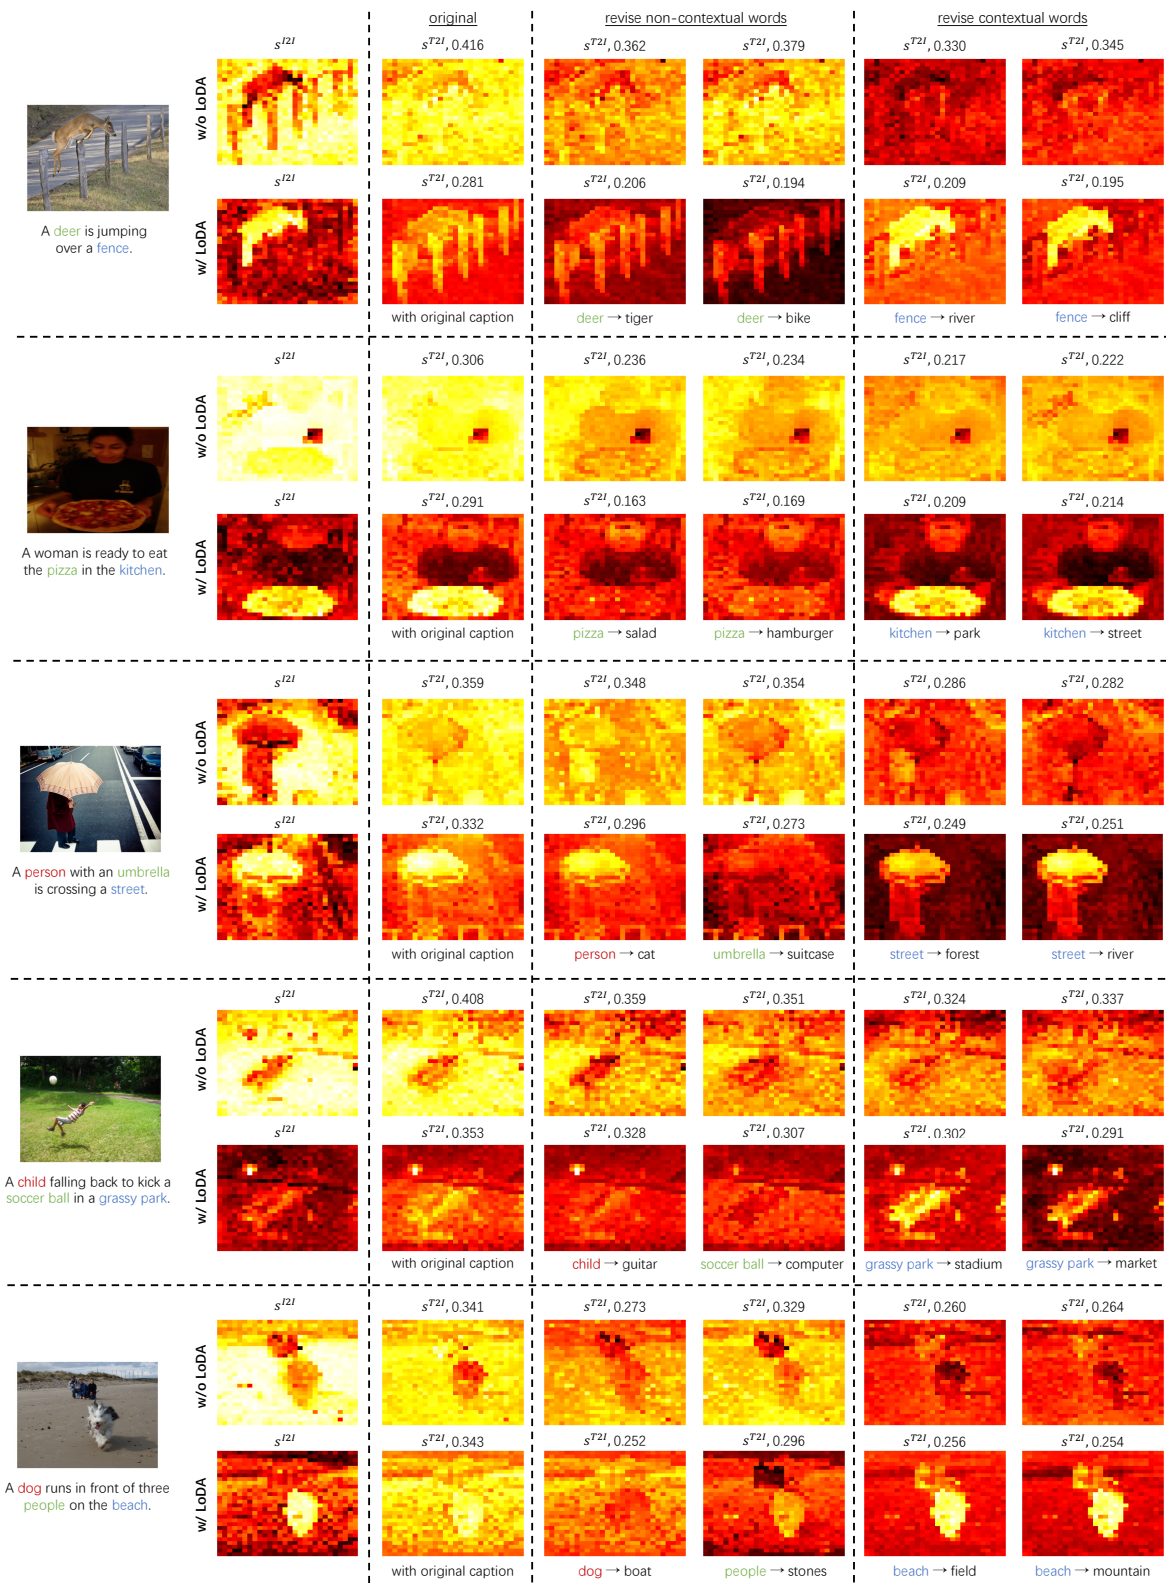 original
revise non-contextual words
revise contextual words
s^{I2I}
s^{T2I}, 0.416
s^{T2I}, 0.362
s^{T2I}, 0.379
s^{T2I}, 0.330
s^{T2I}, 0.345
w/o LoDA
s^{I2I}
s^{T2I}, 0.281
s^{T2I}, 0.206
s^{T2I}, 0.194
s^{T2I}, 0.209
s^{T2I}, 0.195
w/ LoDA
A deer is jumping
over a fence.
with original caption
deer → tiger
deer → bike
fence → river
fence → cliff
s^{I2I}
s^{T2I}, 0.306
s^{T2I}, 0.236
s^{T2I}, 0.234
s^{T2I}, 0.217
s^{T2I}, 0.222
w/o LoDA
s^{I2I}
s^{T2I}, 0.291
s^{T2I}, 0.163
s^{T2I}, 0.169
s^{T2I}, 0.209
s^{T2I}, 0.214
w/ LoDA
A woman is ready to eat
the pizza in the kitchen.
with original caption
pizza → salad
pizza → hamburger
kitchen → park
kitchen → street
s^{I2I}
s^{T2I}, 0.359
s^{T2I}, 0.348
s^{T2I}, 0.354
s^{T2I}, 0.286
s^{T2I}, 0.282
w/o LoDA
s^{I2I}
s^{T2I}, 0.332
s^{T2I}, 0.296
s^{T2I}, 0.273
s^{T2I}, 0.249
s^{T2I}, 0.251
w/ LoDA
A person with an umbrella
is crossing a street.
with original caption
person → cat
umbrella → suitcase
street → forest
street → river
s^{I2I}
s^{T2I}, 0.408
s^{T2I}, 0.359
s^{T2I}, 0.351
s^{T2I}, 0.324
s^{T2I}, 0.337
w/o LoDA
s^{I2I}
s^{T2I}, 0.353
s^{T2I}, 0.328
s^{T2I}, 0.307
s^{T2I}, 0.302
s^{T2I}, 0.291
w/ LoDA
A child falling back to kick a
soccer ball in a grassy park.
with original caption
child → guitar
soccer ball → computer
grassy park → stadium
grassy park → market
s^{I2I}
s^{T2I}, 0.341
s^{T2I}, 0.273
s^{T2I}, 0.329
s^{T2I}, 0.260
s^{T2I}, 0.264
w/o LoDA
s^{I2I}
s^{T2I}, 0.343
s^{T2I}, 0.252
s^{T2I}, 0.296
s^{T2I}, 0.256
s^{T2I}, 0.254
w/ LoDA
A dog runs in front of three
people on the beach.
with original caption
dog → boat
people → stones
beach → field
beach → mountain